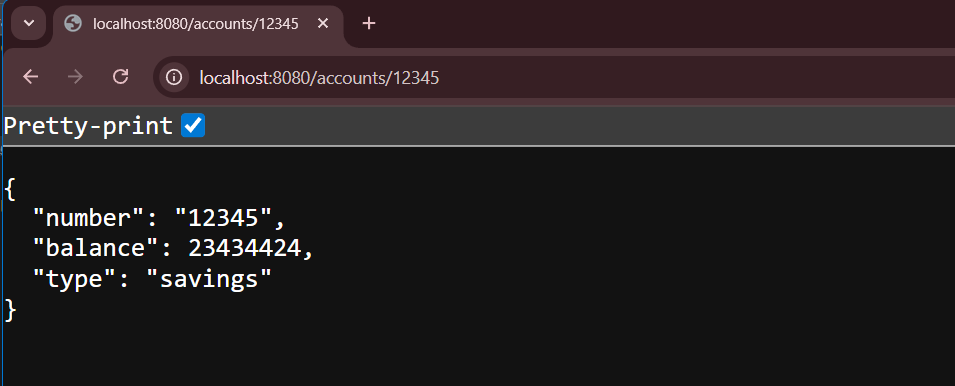 localhost:8080/accounts/12345
localhost:8080/accounts/12345
Pretty-print
{
  "number": "12345",
  "balance": 23434424,
  "type": "savings"
}